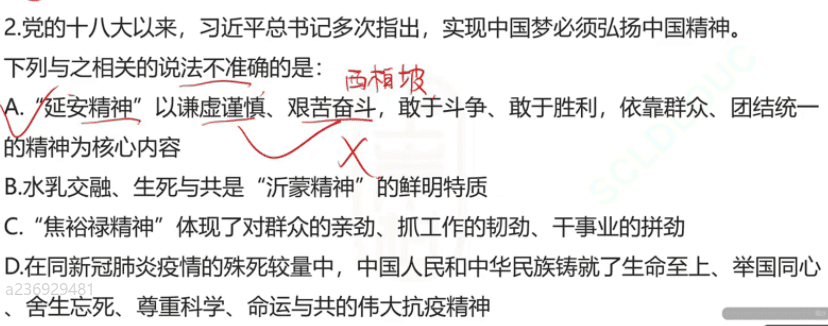 2.党的十八大以来，习近平总书记多次指出，实现中国梦必须弘扬中国精神。
下列与之相关的说法不准确的是：
西柏坡
A.“延安精神”以谦虚谨慎、艰苦奋斗，敢于斗争、敢于胜利，依靠群众、团结统一
的精神为核心内容
B.水乳交融、生死与共是“沂蒙精神”的鲜明特质
C.“焦裕禄精神”体现了对群众的亲劲、抓工作的韧劲、干事业的拼劲
D.在同新冠肺炎疫情的殊死较量中，中国人民和中华民族铸就了生命至上、举国同心
a236929481
、舍生忘死、尊重科学、命运与共的伟大抗疫精神